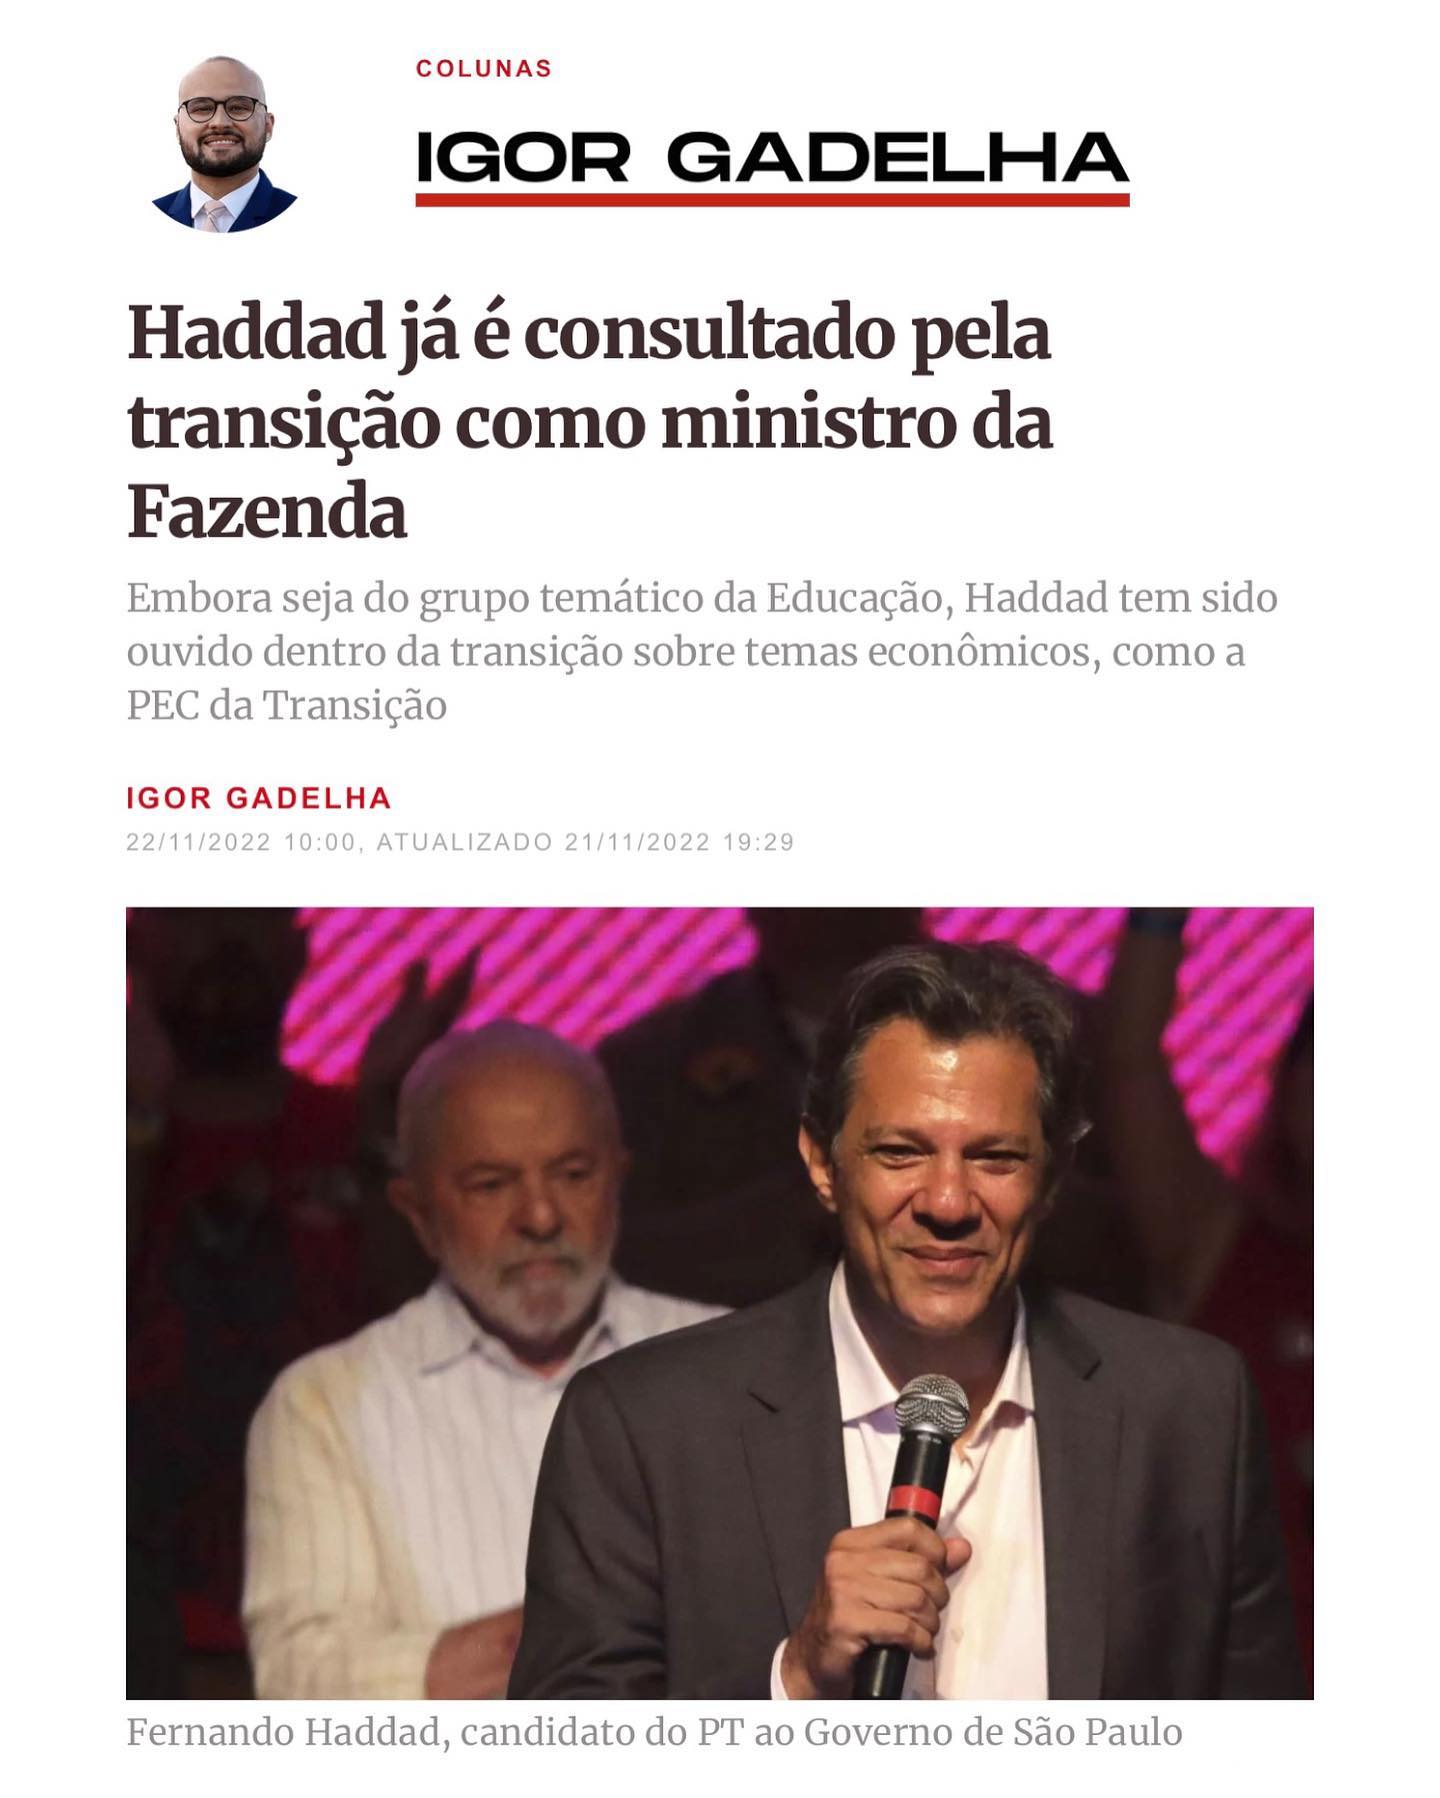 COLUNAS
IGOR GADELHA
Haddad já é consultado pela
transição como ministro da
Fazenda
Embora seja do grupo temático da Educação, Haddad tem sido
ouvido dentro da transição sobre temas econômicos, como a
PEC da Transição
IGOR GADELHA
22/11/2022 10:00, ATUALIZADO 21/11/2022 19:29
Fernando Haddad, candidato do PT ao Governo de São Paulo